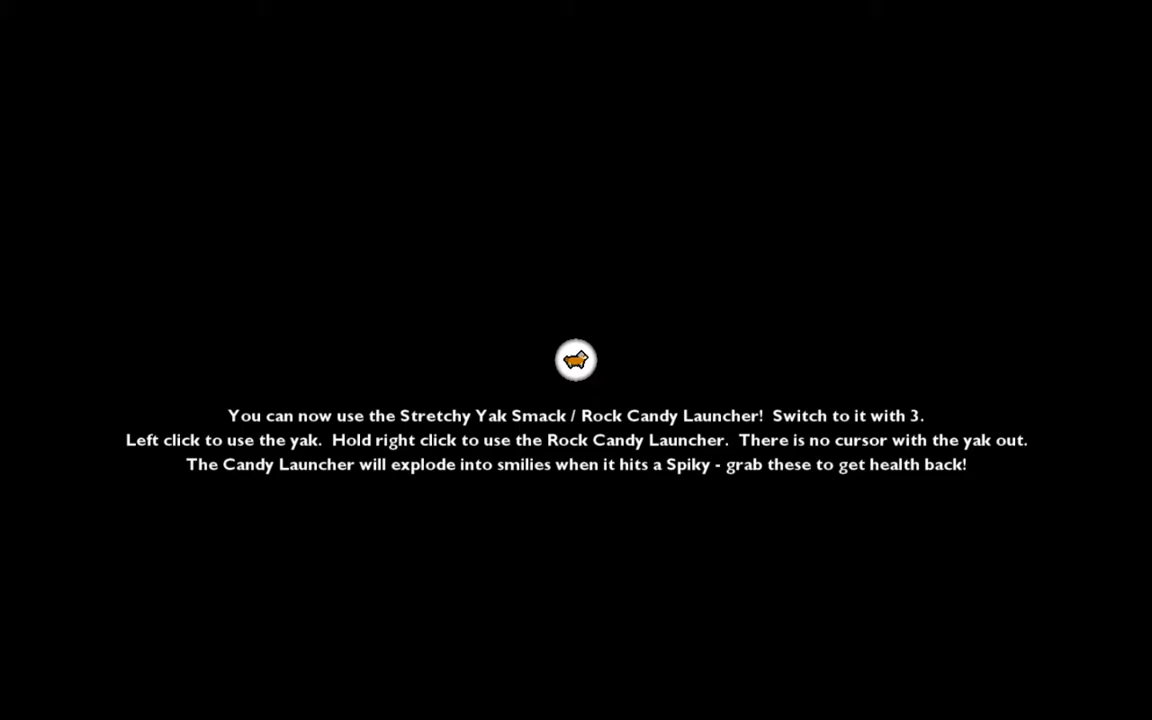 You can now use the Stretchy Yak Smack / Rock Candy Launcher!  Switch to it with 3.
Left click to use the yak.  Hold right click to use the Rock Candy Launcher.  There is no cursor with the yak out.
The Candy Launcher will explode into smilies when it hits a Spiky - grab these to get health back!